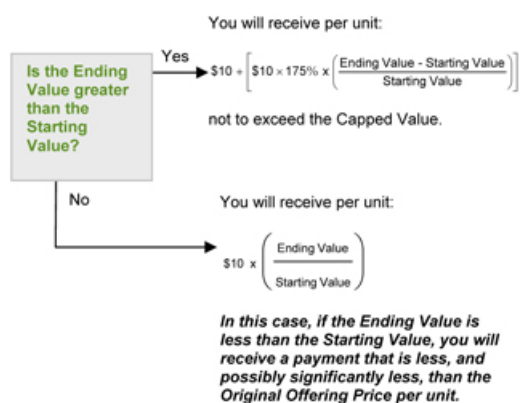 You will receive per unit:
Yes
Is the Ending
Value greater
than the
Starting
Value?
$10 + [ $10 × 175% x ( Ending Value - Starting Value
Starting Value ) ]
not to exceed the Capped Value.
No
You will receive per unit:
$10 x ( Ending Value
Starting Value )
In this case, if the Ending Value is
less than the Starting Value, you will
receive a payment that is less, and
possibly significantly less, than the
Original Offering Price per unit.